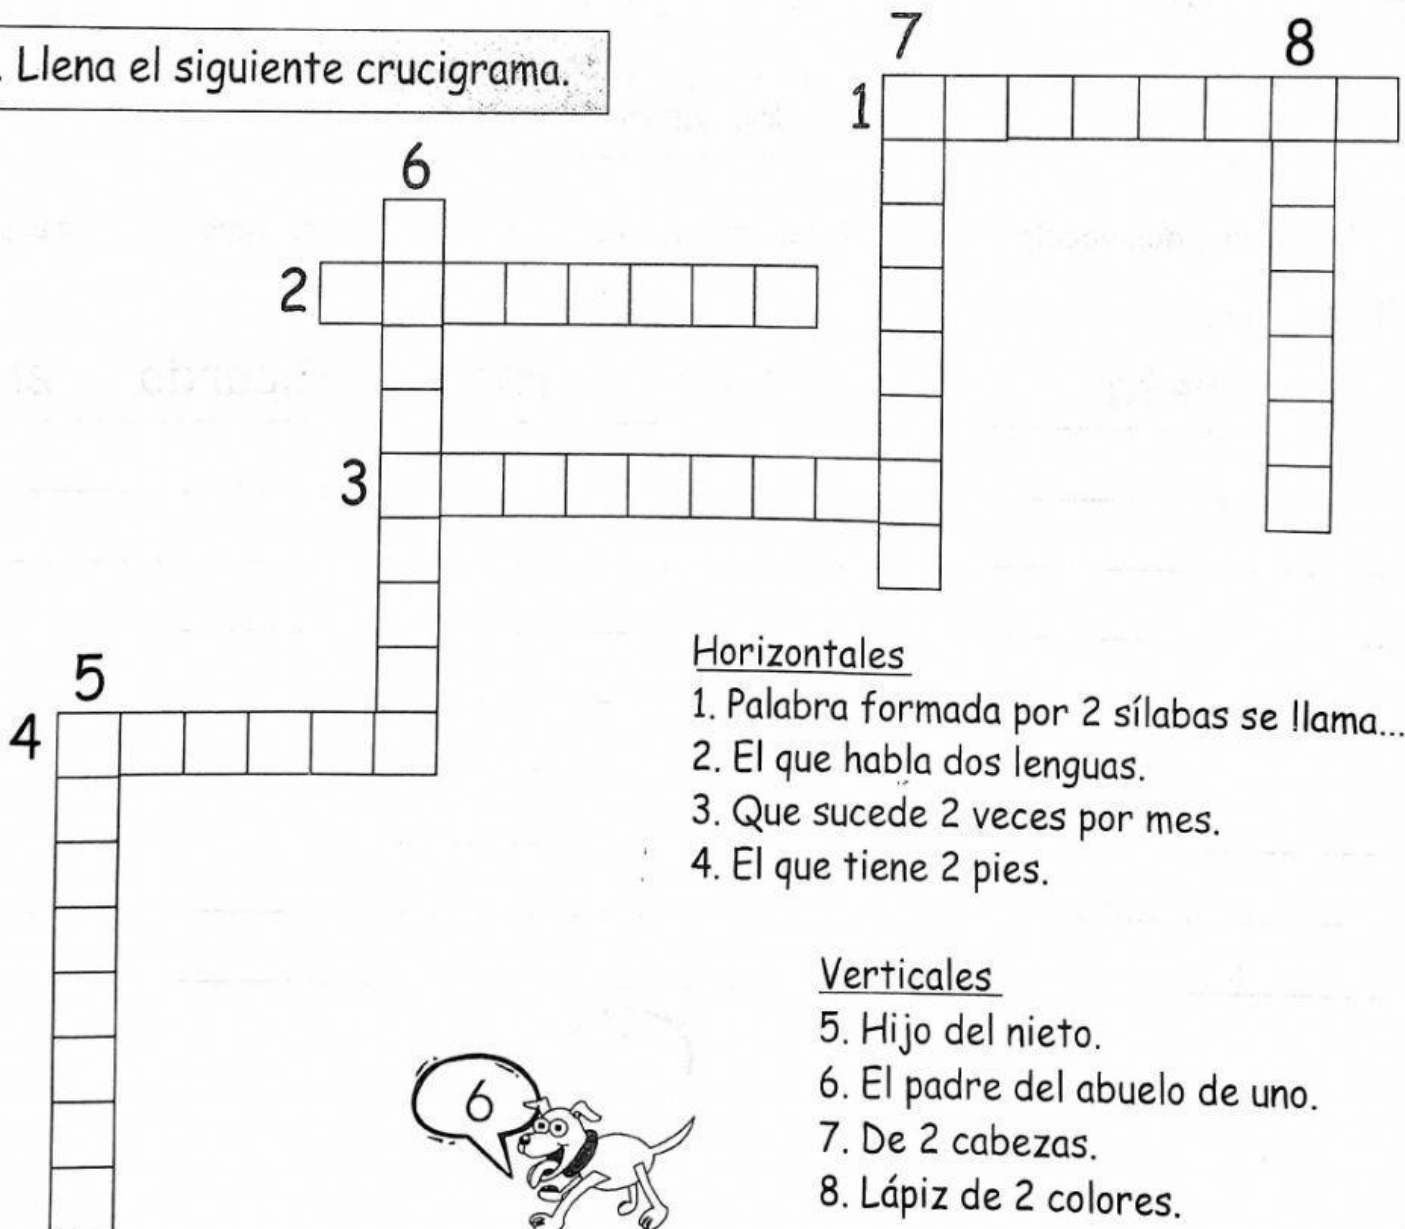 . Llena el siguiente crucigrama.
7
8
1
6
2
3
5
4
Horizontales
1. Palabra formada por 2 sílabas se llama...
2. El que habla dos lenguas.
3. Que sucede 2 veces por mes.
4. El que tiene 2 pies.
Verticales
5. Hijo del nieto.
6. El padre del abuelo de uno.
7. De 2 cabezas.
8. Lápiz de 2 colores.
6